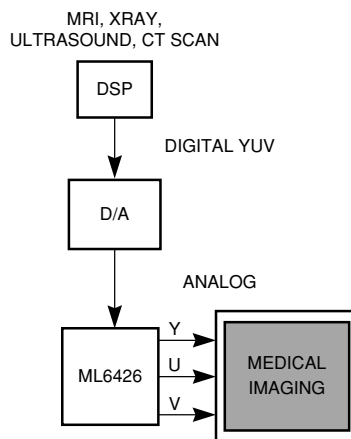 MRI, XRAY,
ULTRASOUND, CT SCAN
DSP
DIGITAL YUV
D/A
ANALOG
Y
ML6426
U
V
MEDICAL
IMAGING